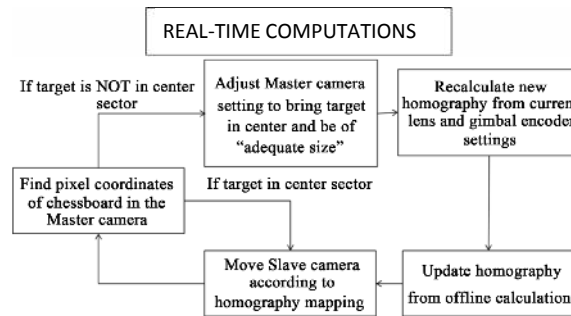 REAL-TIME COMPUTATIONS
If target is NOT in center
sector
Adjust Master camera
setting to bring target
in center and be of
“adequate size”
Recalculate new
homography from current
lens and gimbal encoder
settings
Find pixel coordinates
of chessboard in the
Master camera
If target in center sector
Move Slave camera
according to
homography mapping
Update homography
from offline calculation